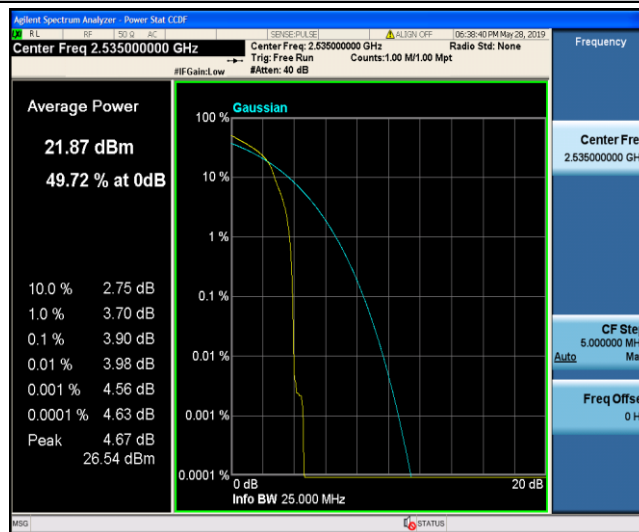 Agilent Spectrum Analyzer - Power Stat CCDF
RL RF 50 Ω AC SENSE:PULSE ALIGN OFF 06:38:40 PM May 28, 2019
Center Freq 2.535000000 GHz
Center Freq: 2.535000000 GHz Radio Std: None
Trig: Free Run Counts:1.00 M/1.00 Mpt
#IFGain:Low #Atten: 40 dB
Average Power
21.87 dBm
49.72 % at 0dB
10.0 % 2.75 dB
1.0 % 3.70 dB
0.1 % 3.90 dB
0.01 % 3.98 dB
0.001 % 4.56 dB
0.0001 % 4.63 dB
Peak 4.67 dB
26.54 dBm
Gaussian
100 %
10 %
1 %
0.1 %
0.01 %
0.001 %
0.0001 %
0 dB 20 dB
Info BW 25.000 MHz
Frequency
Center Fre
2.535000000 GH
CF Ste
5.000000 MH
Auto Ma
Freq Offse
0 H
MSG STATUS